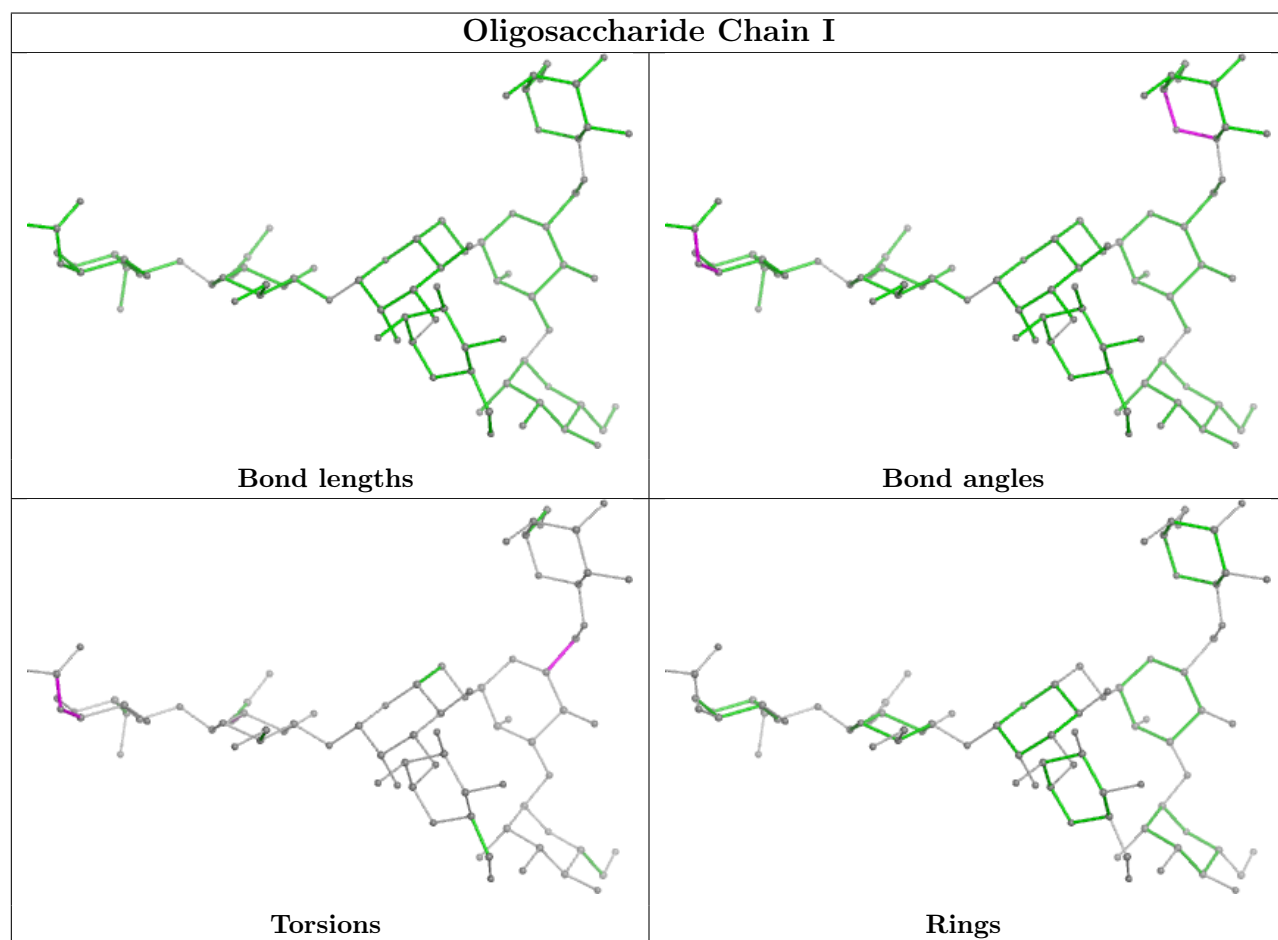 Oligosaccharide Chain I
Bond lengths
Bond angles
Torsions
Rings